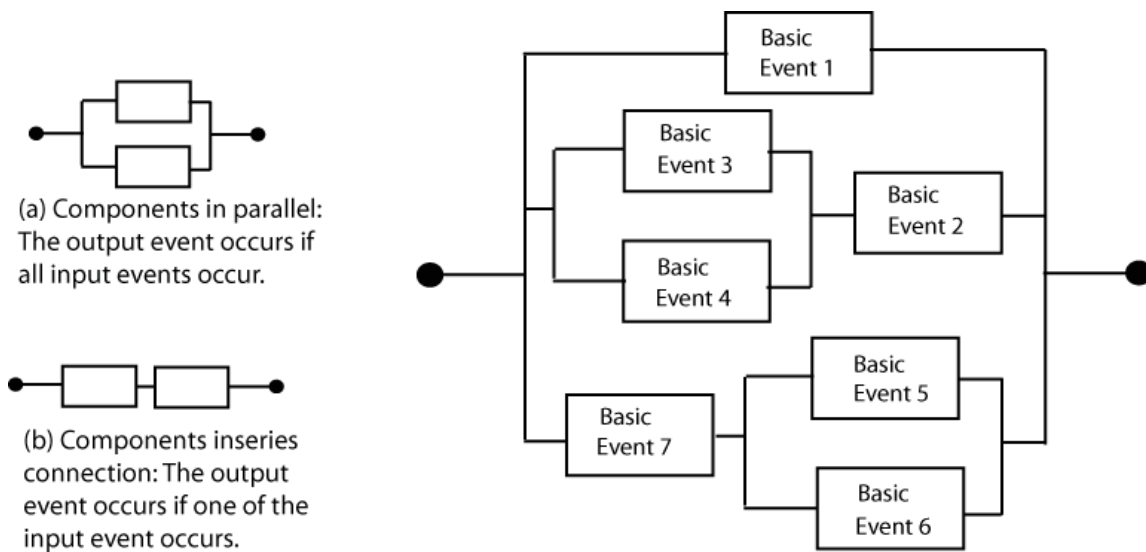 (a) Components in parallel:
The output event occurs if
all input events occur.
(b) Components inseries
connection: The output
event occurs if one of the
input event occurs.
Basic
Event 1
Basic
Event 3
Basic
Event 2
Basic
Event 4
Basic
Event 5
Basic
Event 7
Basic
Event 6